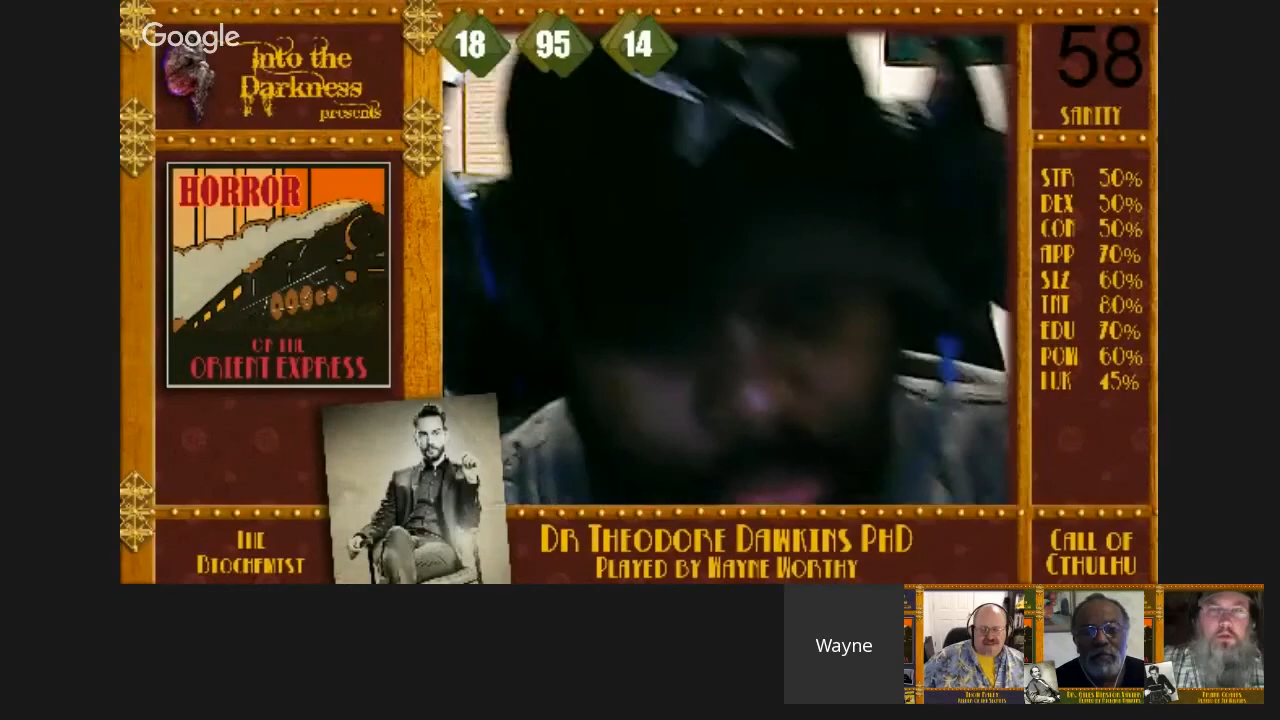 Google
Into the
Darkness
presents
18 95 14
58
SANITY
HORROR
ON THE
ORIENT EXPRESS
STR 50%
DEX 50%
CON 50%
APP 70%
SIZ 60%
INT 80%
EDU 70%
POW 60%
LUK 45%
THE
BIOCHEMIST
DR THEODORE DAWKINS PHD
PLAYED BY WAYNE WORTHY
CALL OF
CTHULHU
Wayne